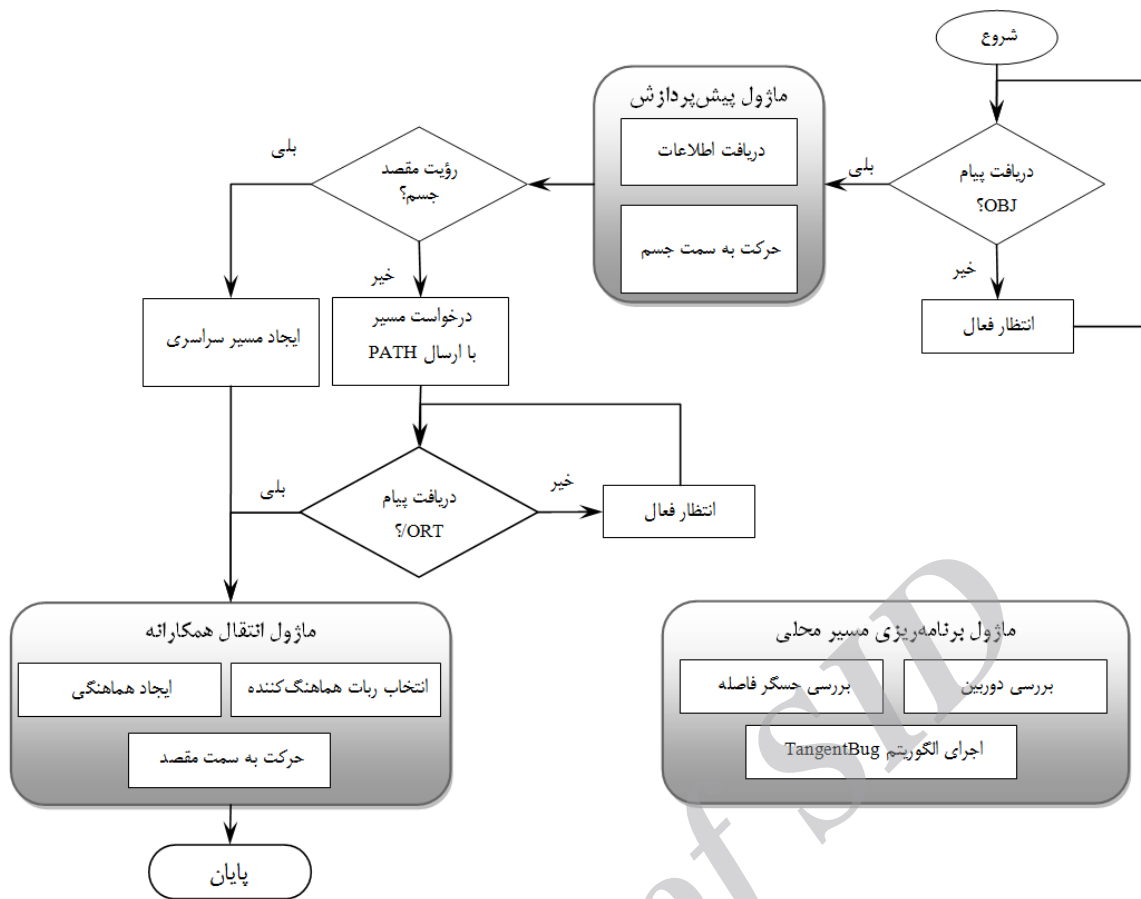 شروع
دریافت پیام
OBJ؟
بلی
خیر
انتظار فعال
ماژول پیش‌پردازش
دریافت اطلاعات
حرکت به سمت جسم
رؤیت مقصد
جسم؟
بلی
خیر
ایجاد مسیر سراسری
درخواست مسیر
با ارسال PATH
دریافت پیام
/ORT؟
بلی
خیر
انتظار فعال
ماژول انتقال همکارانه
انتخاب ربات هماهنگ‌کننده
ایجاد هماهنگی
حرکت به سمت مقصد
پایان
ماژول برنامه‌ریزی مسیر محلی
بررسی دوربین
بررسی حسگر فاصله
اجرای الگوریتم TangentBug
of SID